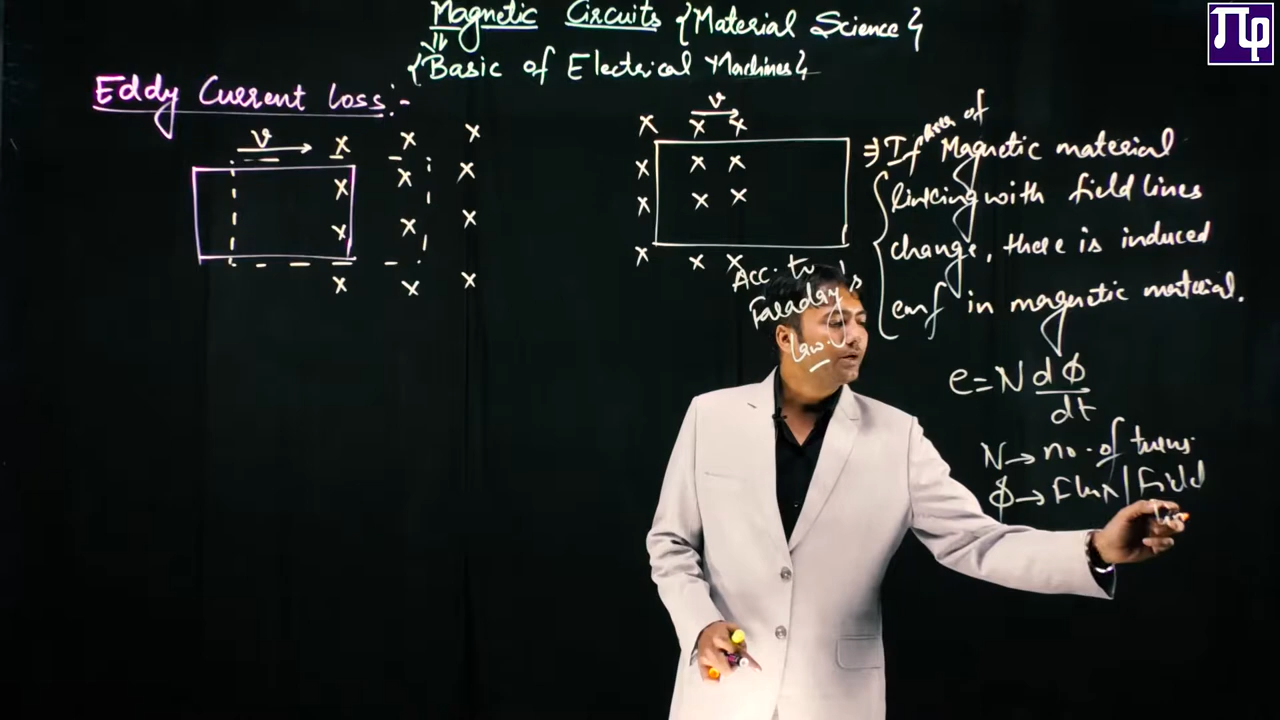 Magnetic Circuits {Material Science}
{Basic of Electrical Machines}
Eddy Current Loss:-
v
x x x
x x x
x x x
x x x
v
x x x
x x x
x x x
x x x
Acc. to
Faraday's
Law.
⇒ If area of Magnetic material
linking with field lines
change, there is induced
emf in magnetic material.
e = N dϕ/dt
N → no. of turns.
ϕ → Flux / Field
Πφ